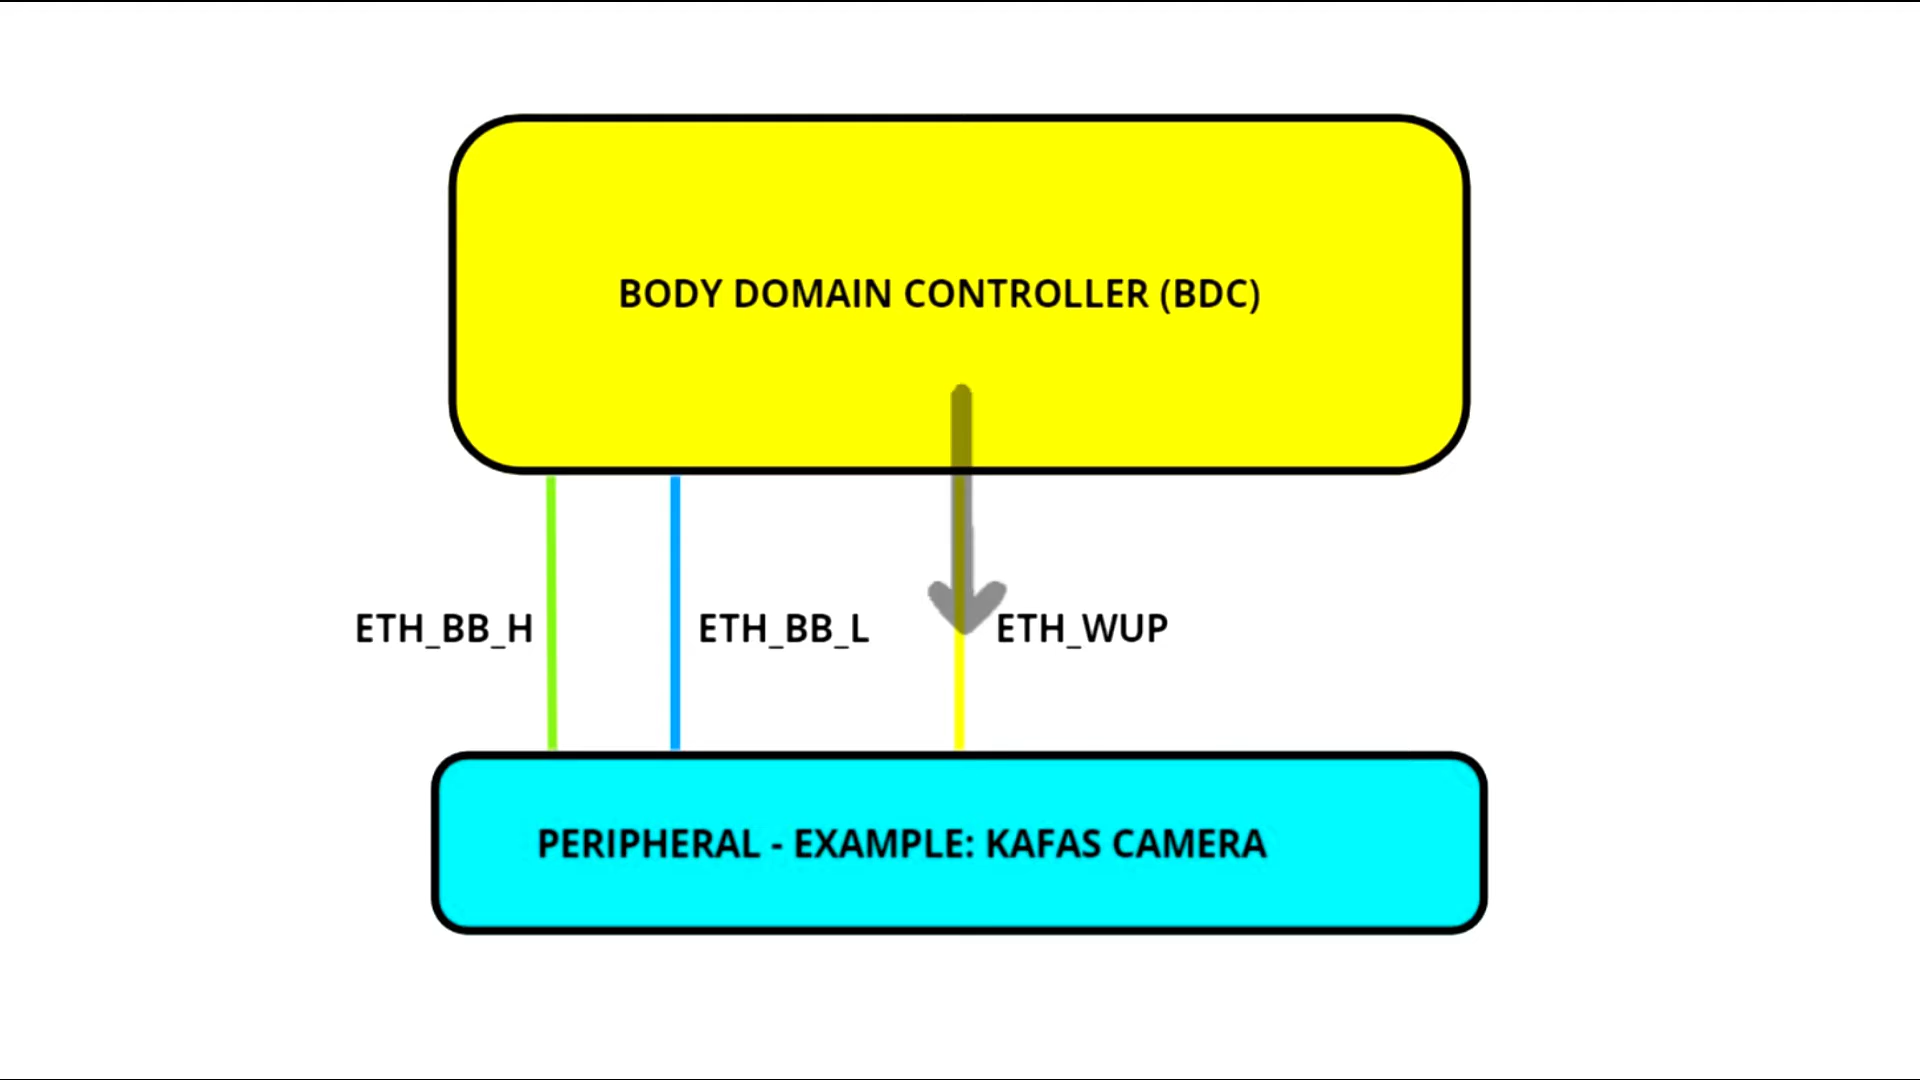 BODY DOMAIN CONTROLLER (BDC)
ETH_BB_H
ETH_BB_L
ETH_WUP
PERIPHERAL - EXAMPLE: KAFAS CAMERA